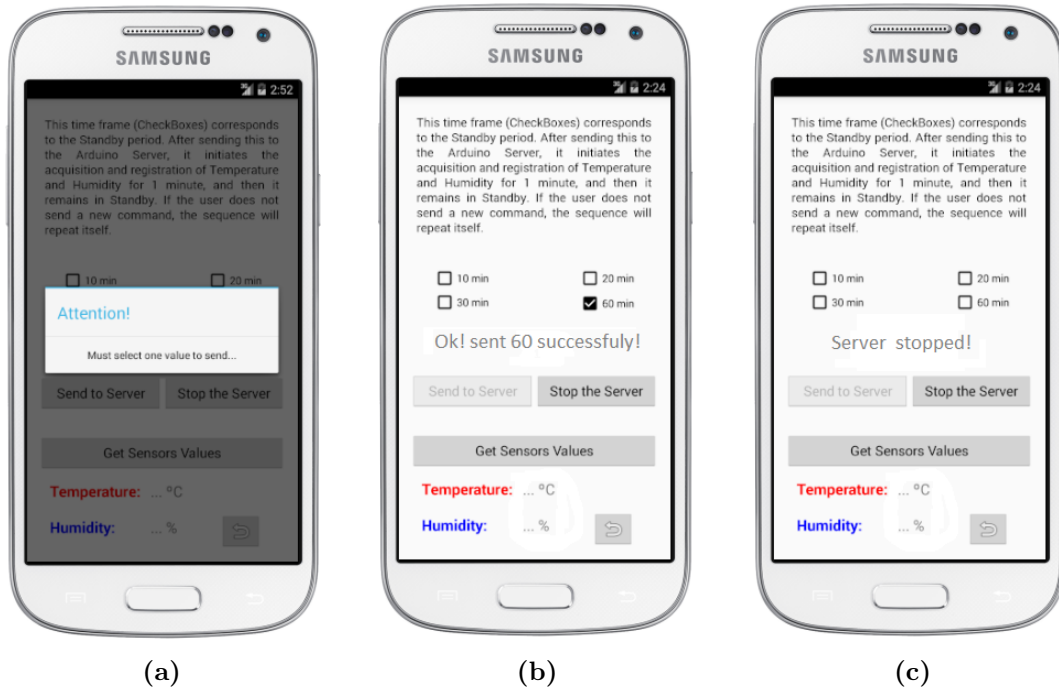 SAMSUNG
2:52
This time frame (CheckBoxes) corresponds
to the Standby period. After sending this to
the Arduino Server, it initiates the
acquisition and registration of Temperature
and Humidity for 1 minute, and then it
remains in Standby. If the user does not
send a new command, the sequence will
repeat itself.
10 min
20 min
Attention!
Must select one value to send...
Send to Server
Stop the Server
Get Sensors Values
Temperature: ... °C
Humidity: ... %
(a)
SAMSUNG
3G 2:24
This time frame (CheckBoxes) corresponds
to the Standby period. After sending this to
the Arduino Server, it initiates the
acquisition and registration of Temperature
and Humidity for 1 minute, and then it
remains in Standby. If the user does not
send a new command, the sequence will
repeat itself.
10 min
20 min
30 min
60 min
Ok! sent 60 successfuly!
Send to Server
Stop the Server
Get Sensors Values
Temperature: ... °C
Humidity: ... %
(b)
SAMSUNG
3G 2:24
This time frame (CheckBoxes) corresponds
to the Standby period. After sending this to
the Arduino Server, it initiates the
acquisition and registration of Temperature
and Humidity for 1 minute, and then it
remains in Standby. If the user does not
send a new command, the sequence will
repeat itself.
10 min
20 min
30 min
60 min
Server stopped!
Send to Server
Stop the Server
Get Sensors Values
Temperature: ... °C
Humidity: ... %
(c)